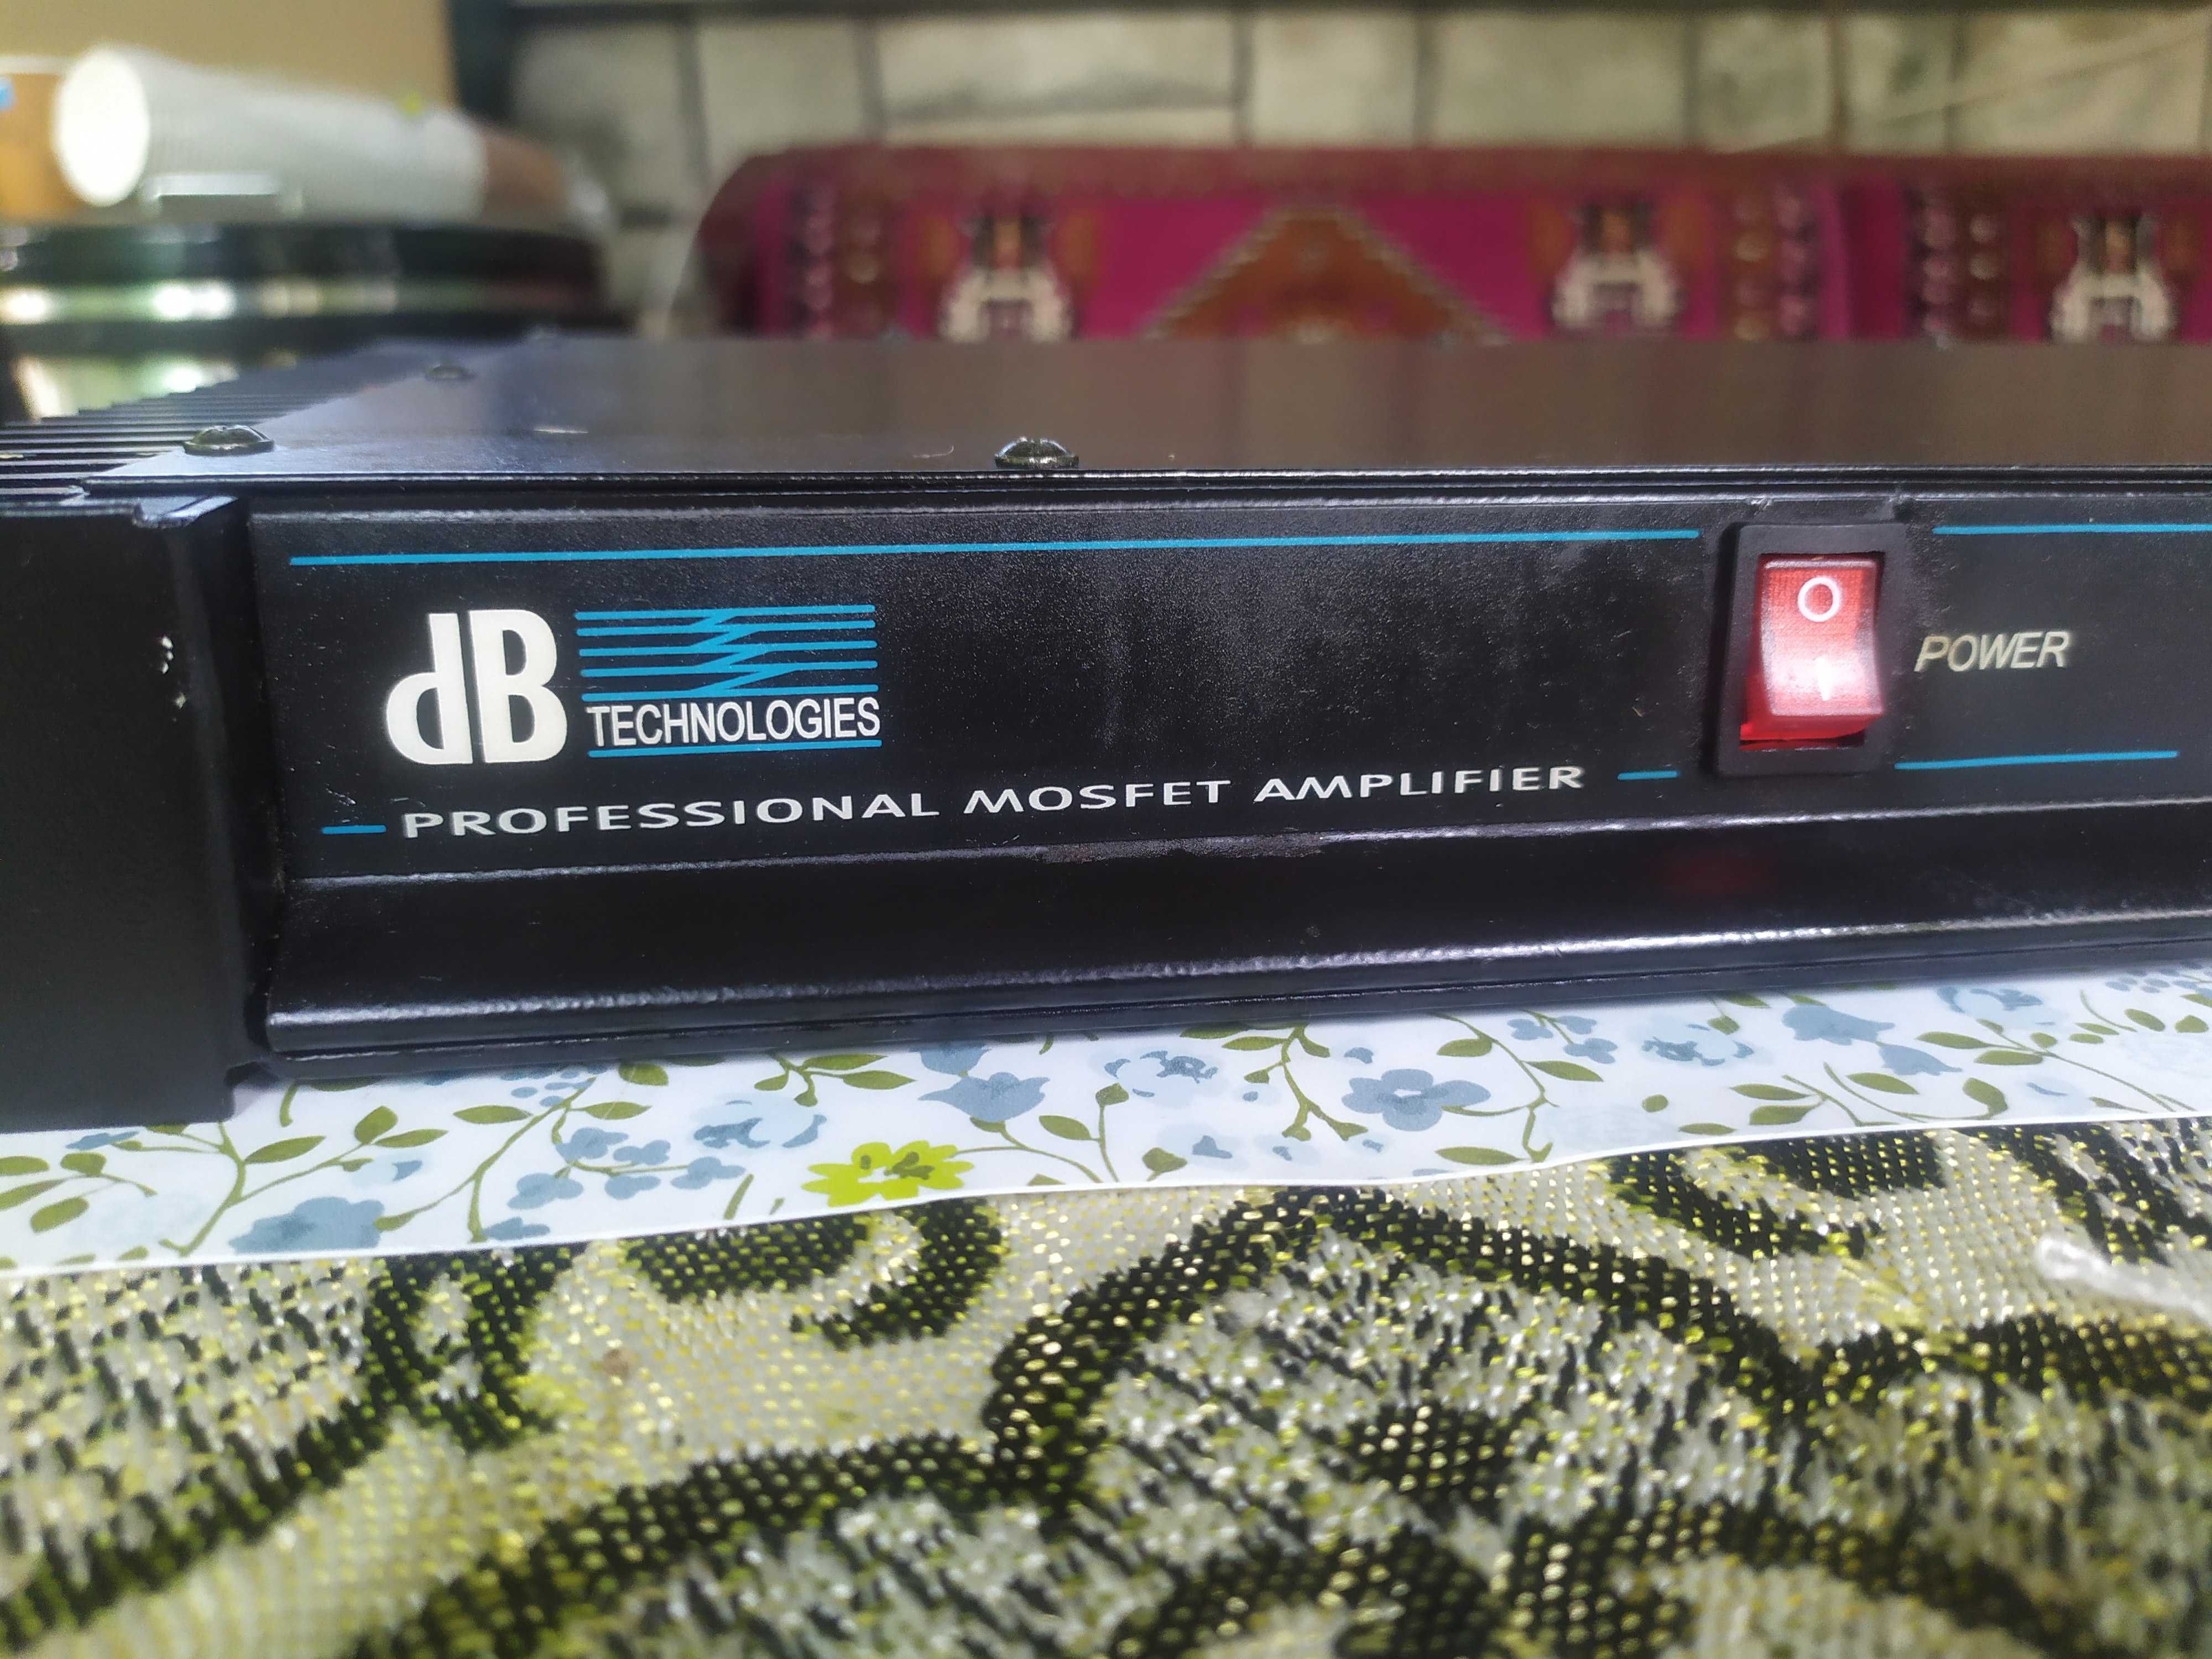 dB
TECHNOLOGIES
PROFESSIONAL MOSFET AMPLIFIER
O
I
POWER